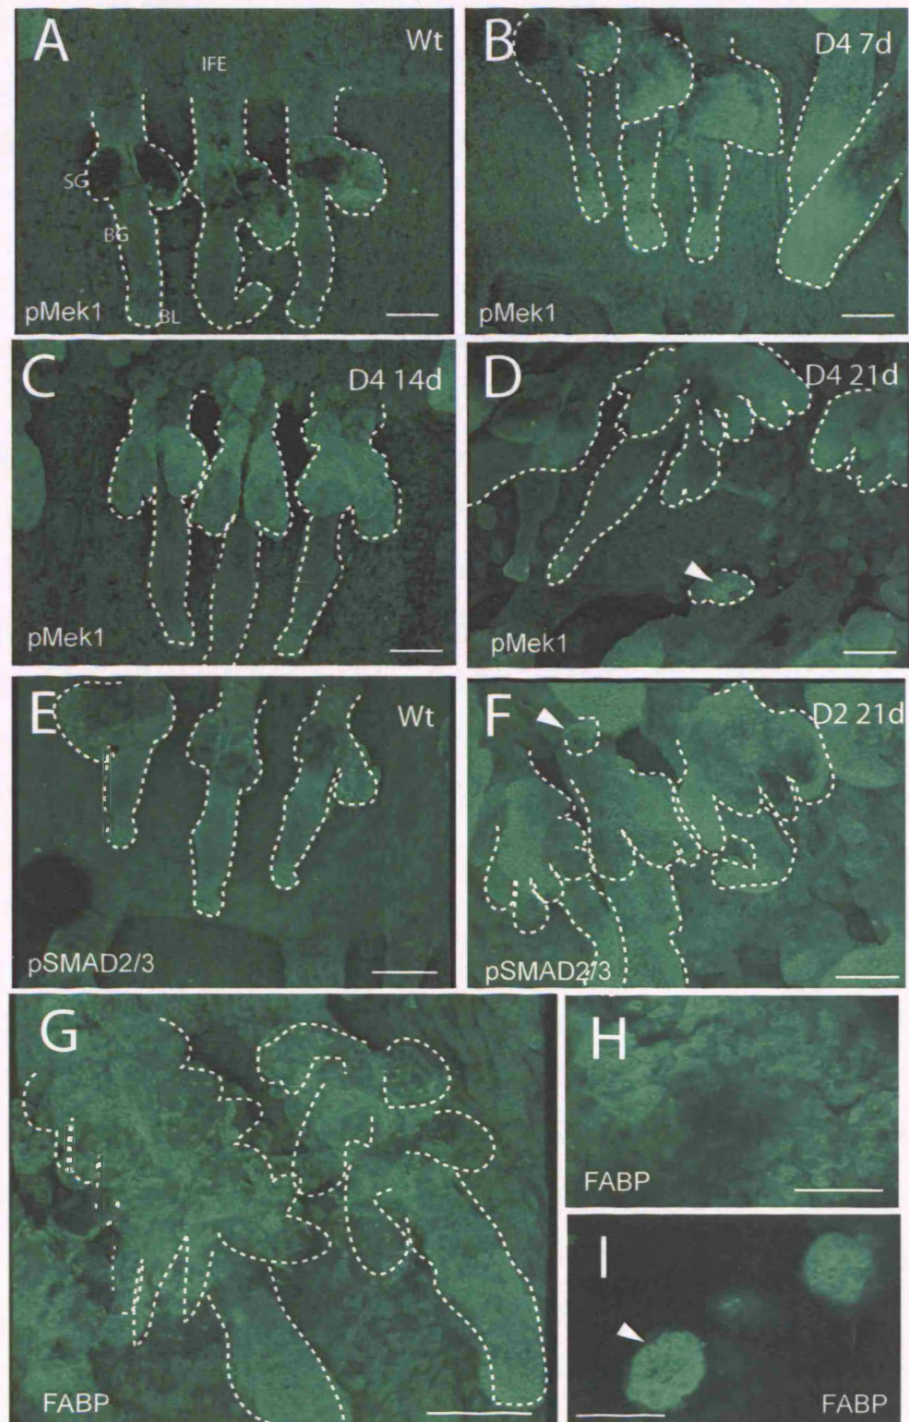 A
Wt
IFE
SG
BG
BL
pMek1
B
D4 7d
pMek1
C
D4 14d
pMek1
D
D4 21d
pMek1
E
Wt
pSMAD2/3
F
D2 21d
pSMAD2/3
G
FABP
H
FABP
I
FABP